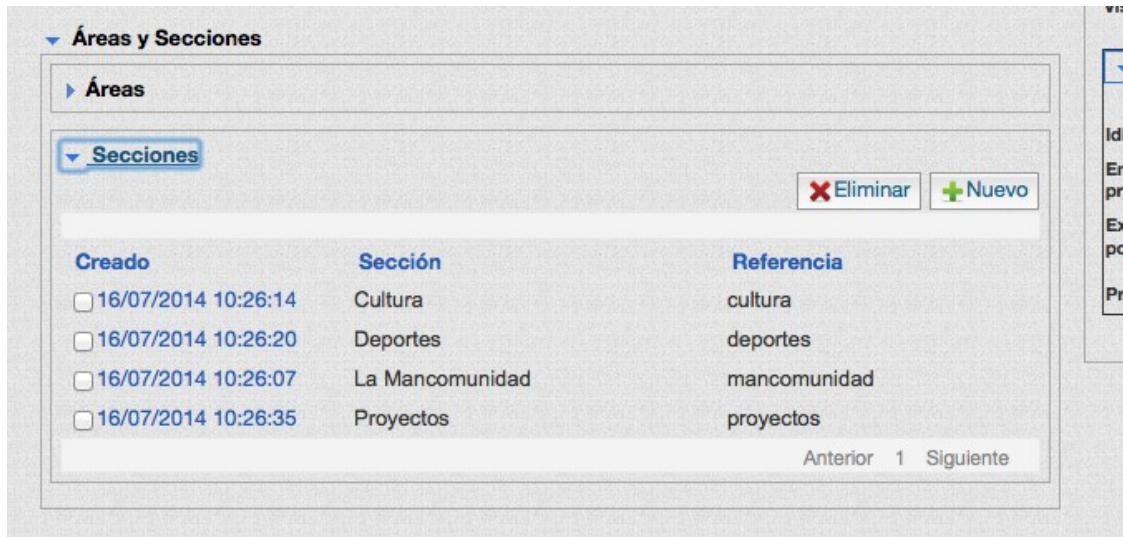 Áreas y Secciones
Áreas
Secciones
Eliminar Nuevo
Creado Sección Referencia
16/07/2014 10:26:14 Cultura cultura
16/07/2014 10:26:20 Deportes deportes
16/07/2014 10:26:07 La Mancomunidad mancomunidad
16/07/2014 10:26:35 Proyectos proyectos
Anterior 1 Siguiente